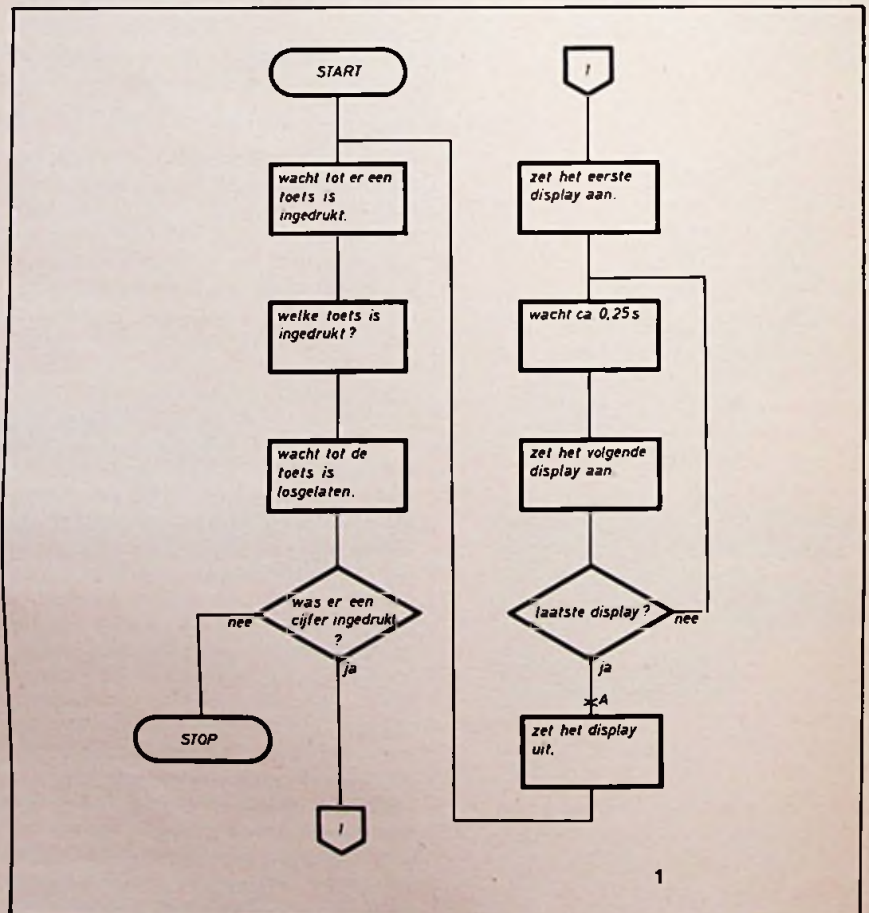 START
wacht tot er een
toets is
ingedrukt.
welke toets is
ingedrukt?
wacht tot de
toets is
losgelaten.
was er een
cijfer ingedrukt
?
nee
ja
STOP
1
1
zet het eerste
display aan.
wacht ca 0,25s
zet het volgende
display aan
laatste display?
nee
ja
A
zet het display
uit.
1